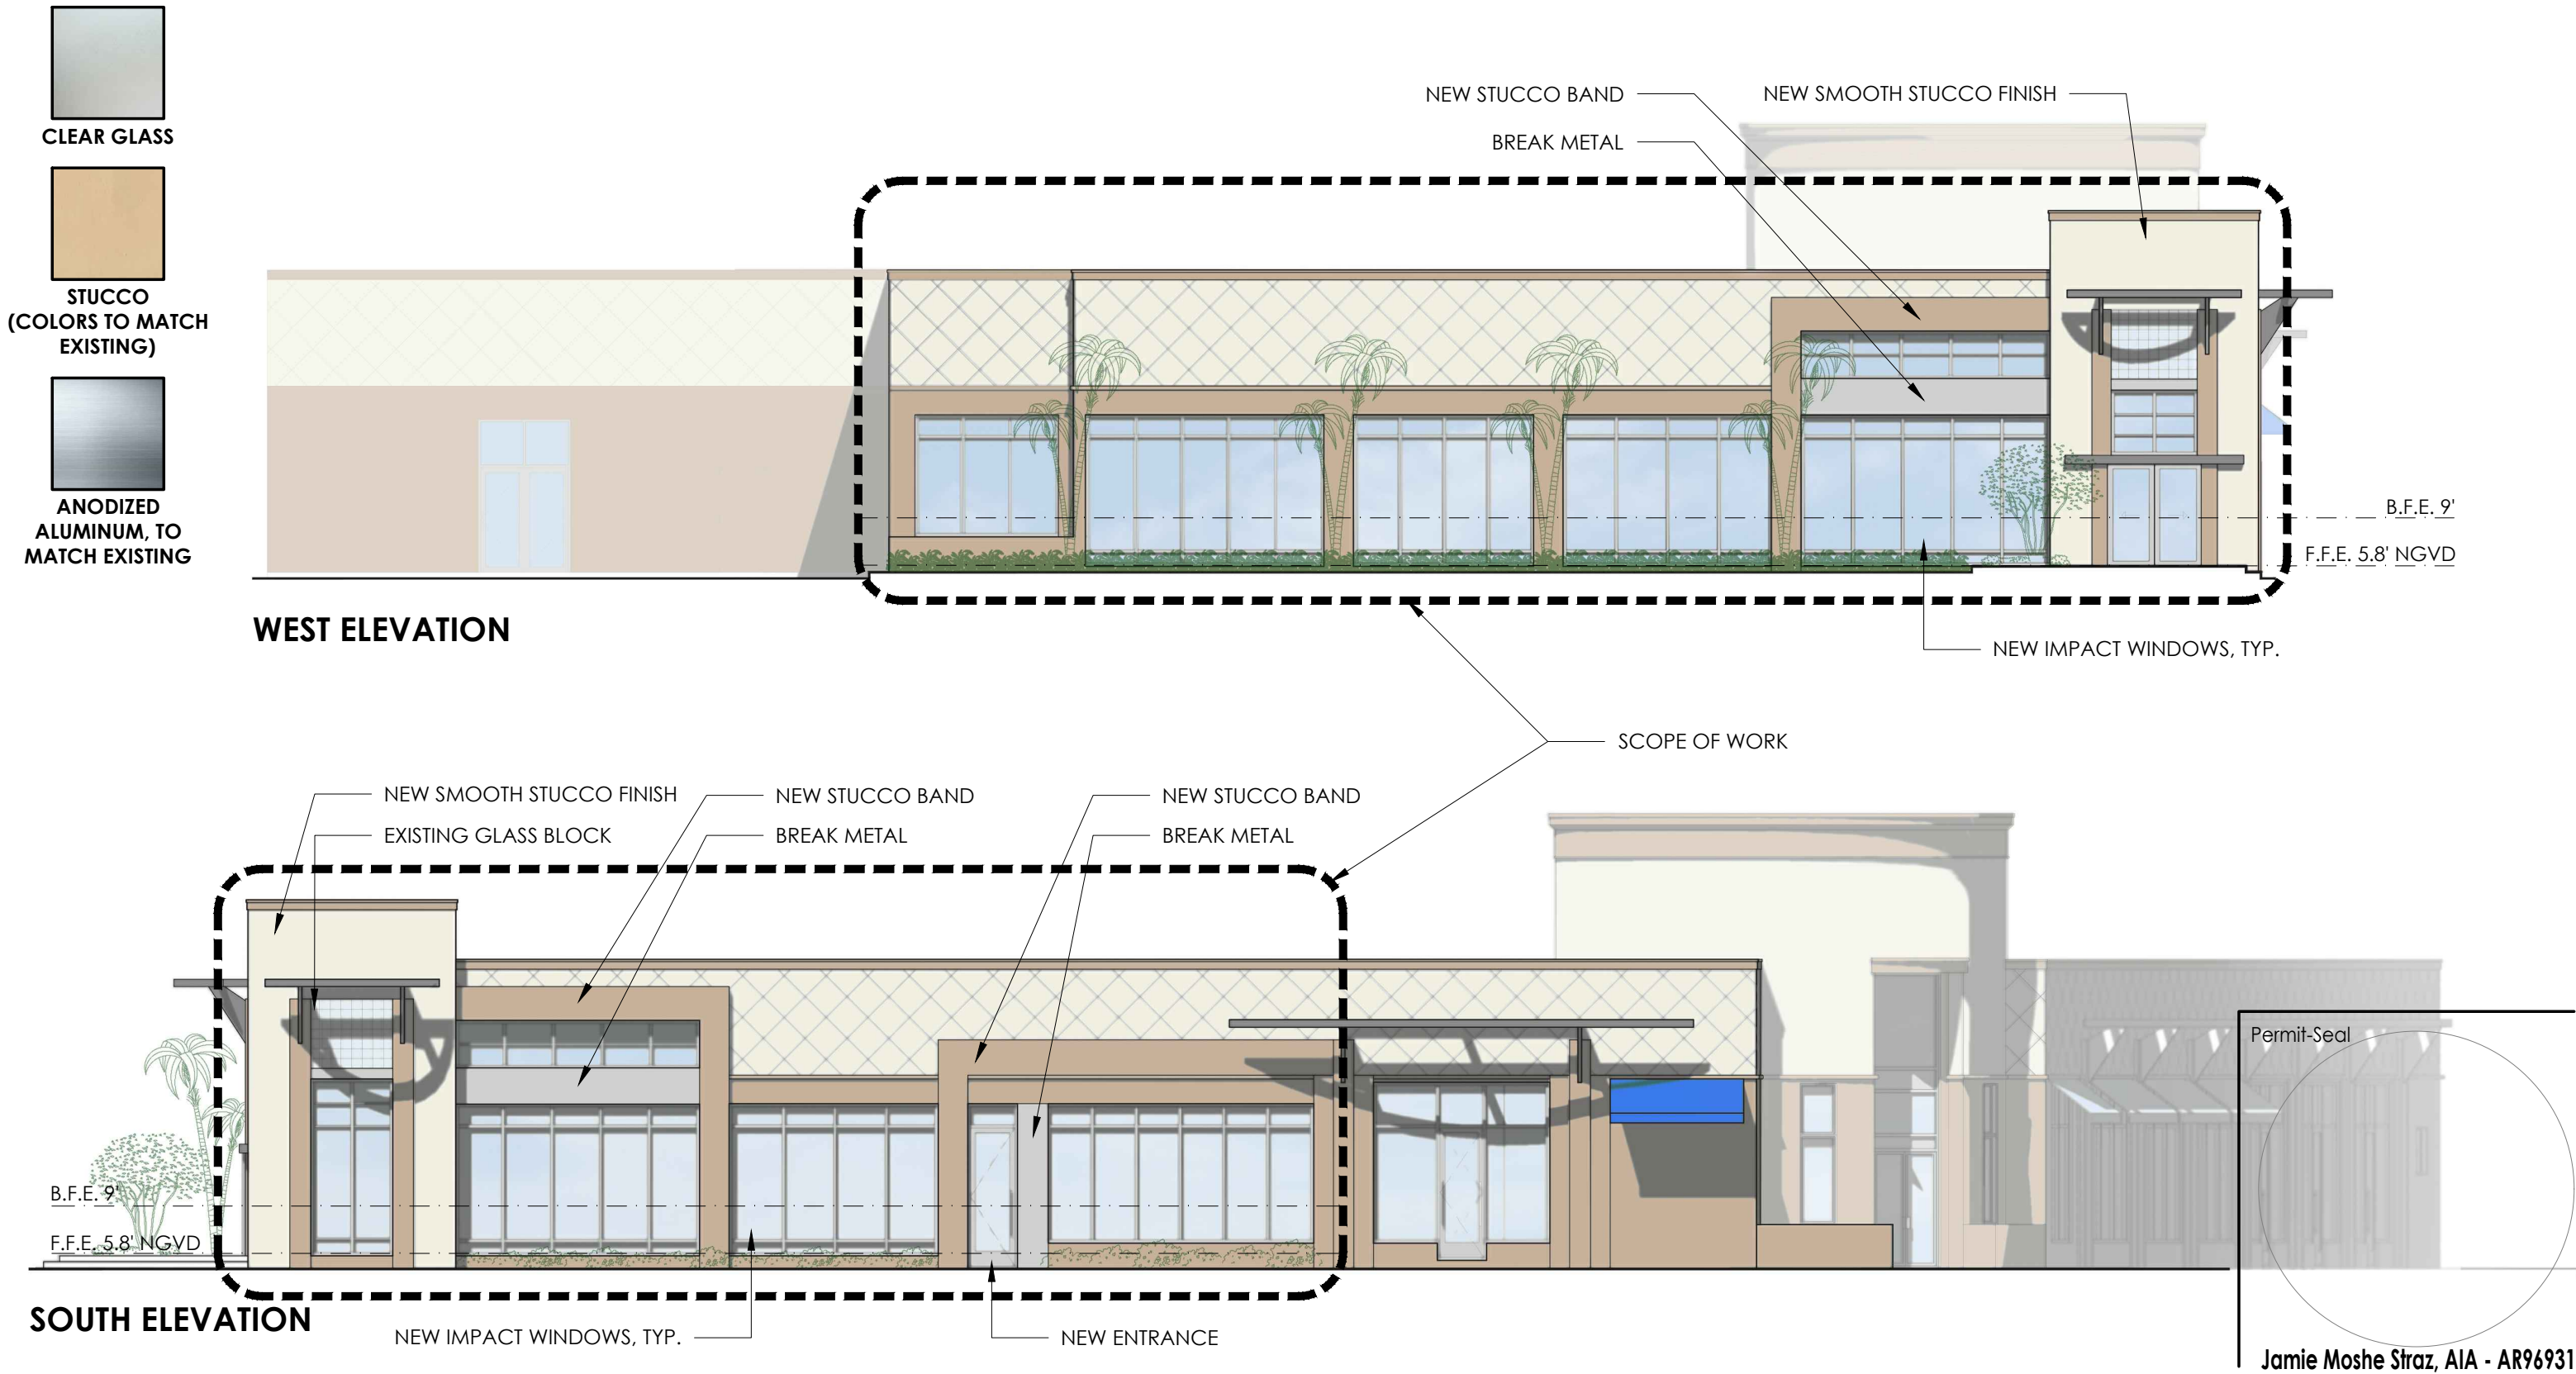 CLEAR GLASS
STUCCO
(COLORS TO MATCH
EXISTING)
ANODIZED
ALUMINUM, TO
MATCH EXISTING
NEW STUCCO BAND
NEW SMOOTH STUCCO FINISH
BREAK METAL
B.F.E. 9'
F.F.E. 5.8' NGVD
WEST ELEVATION
NEW IMPACT WINDOWS, TYP.
SCOPE OF WORK
NEW SMOOTH STUCCO FINISH
NEW STUCCO BAND
NEW STUCCO BAND
EXISTING GLASS BLOCK
BREAK METAL
BREAK METAL
Permit-Seal
B.F.E. 9'
F.F.E. 5.8' NGVD
SOUTH ELEVATION
NEW IMPACT WINDOWS, TYP.
NEW ENTRANCE
Jamie Moshe Straz, AIA - AR96931